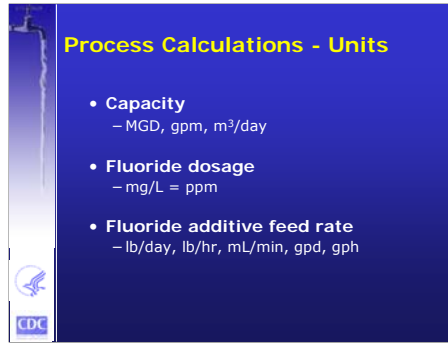 Process Calculations - Units
• Capacity
– MGD, gpm, m³/day
• Fluoride dosage
– mg/L = ppm
• Fluoride additive feed rate
– lb/day, lb/hr, mL/min, gpd, gph
CDC